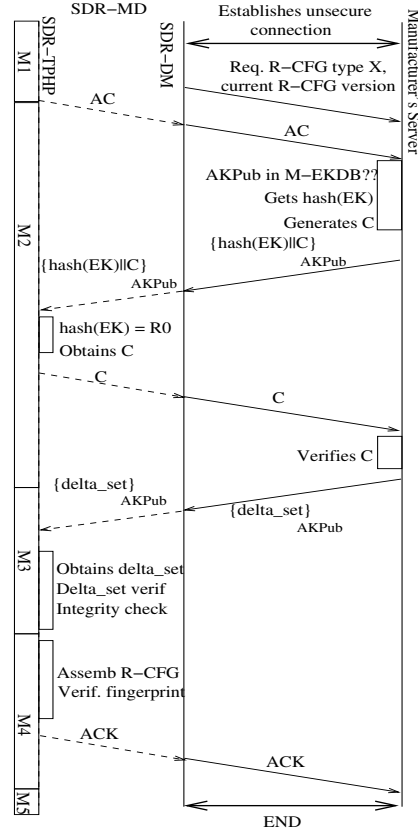 SDR−MD
Establishes unsecure
connection
SDR−TPHP
SDR−DM
Manufacturer's Server
M1
Req. R−CFG type X,
current R−CFG version
AC
AC
M2
AKPub in M−EKDB??
Gets hash(EK)
Generates C
{hash(EK)||C}
AKPub
{hash(EK)||C}
AKPub
hash(EK) = R0
Obtains C
C
C
Verifies C
{delta_set}
AKPub
{delta_set}
AKPub
M3
Obtains delta_set
Delta_set verif
Integrity check
M4
Assemb R−CFG
Verif. fingerprint
ACK
ACK
M5
END